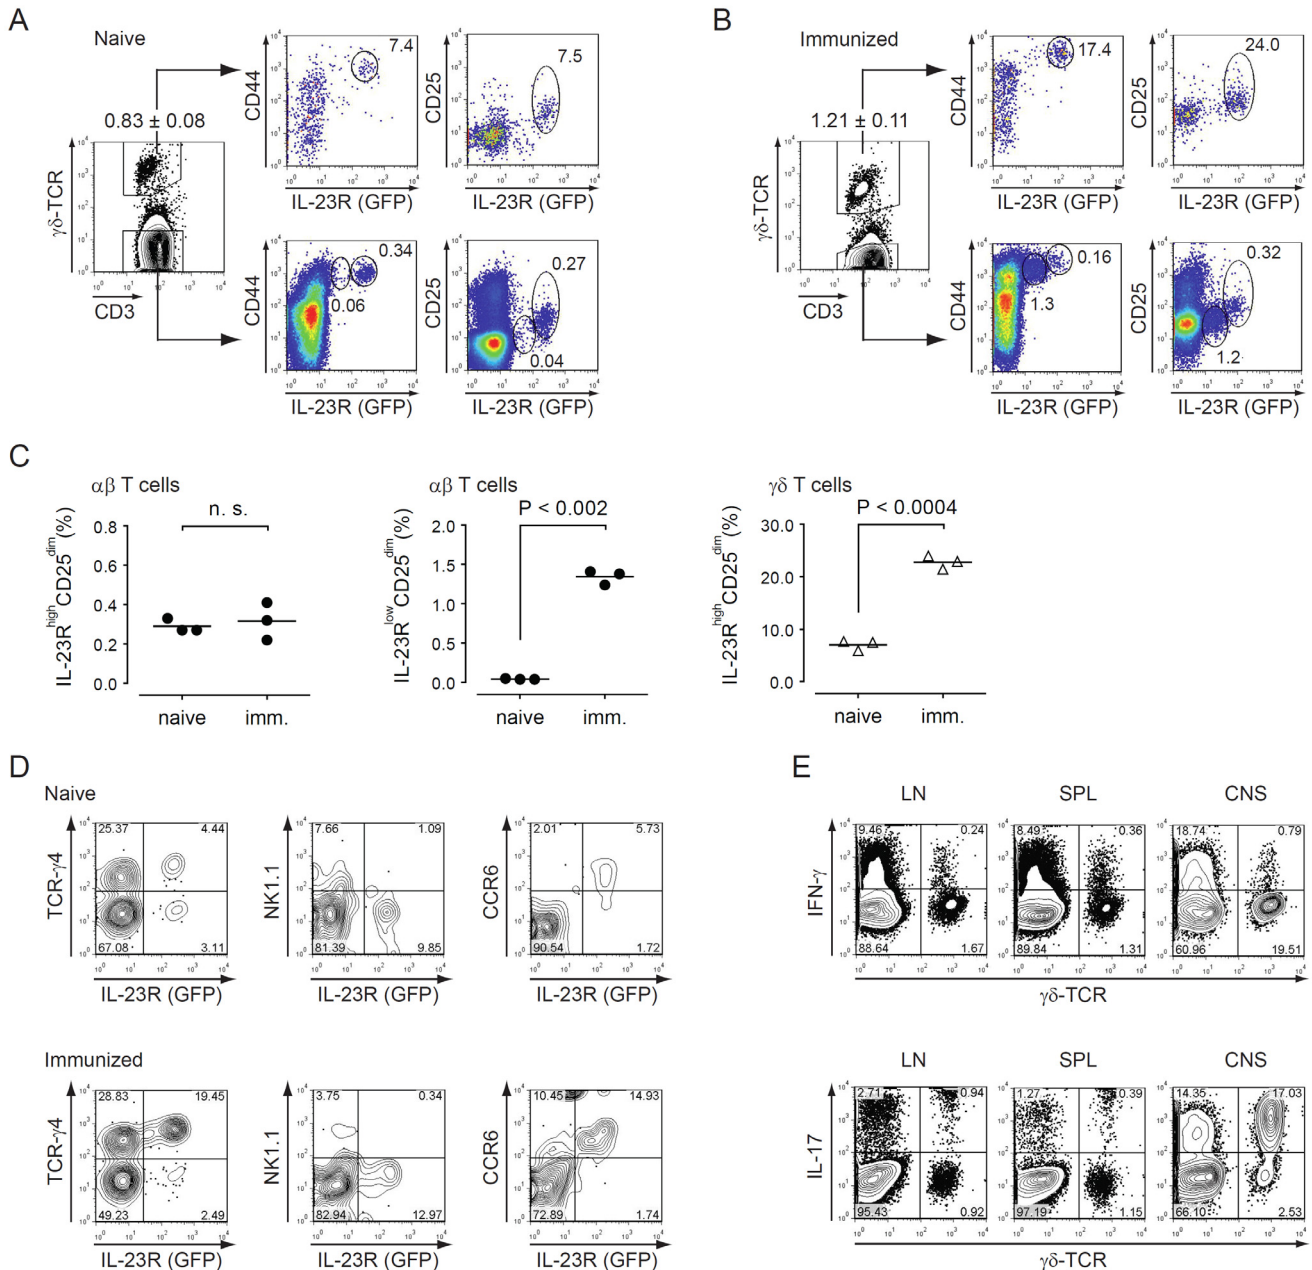 A
Naive
0.83 ± 0.08
γδ-TCR
10⁰ 10¹ 10² 10³ 10⁴
CD3
CD44
7.4
IL-23R (GFP)
CD25
7.5
IL-23R (GFP)
CD44
0.34
0.06
IL-23R (GFP)
CD25
0.27
0.04
IL-23R (GFP)
B
Immunized
1.21 ± 0.11
γδ-TCR
CD3
CD44
17.4
IL-23R (GFP)
CD25
24.0
IL-23R (GFP)
CD44
0.16
1.3
IL-23R (GFP)
CD25
0.32
1.2
IL-23R (GFP)
C
αβ T cells
n. s.
IL-23R^high CD25^dim (%)
0.8
0.6
0.4
0.2
0.0
naive imm.
αβ T cells
P < 0.002
IL-23R^low CD25^dim (%)
2.0
1.5
1.0
0.5
0.0
naive imm.
γδ T cells
P < 0.0004
IL-23R^high CD25^dim (%)
30.0
20.0
10.0
0.0
naive imm.
D
Naive
TCR-γ4
25.37 4.44
67.08 3.11
IL-23R (GFP)
NK1.1
7.66 1.09
81.39 9.85
IL-23R (GFP)
CCR6
2.01 5.73
90.54 1.72
IL-23R (GFP)
Immunized
TCR-γ4
28.83 19.45
49.23 2.49
IL-23R (GFP)
NK1.1
3.75 0.34
82.94 12.97
IL-23R (GFP)
CCR6
10.45 14.93
72.89 1.74
IL-23R (GFP)
E
LN SPL CNS
IFN-γ
9.46 0.24
88.64 1.67
8.49 0.36
89.84 1.31
18.74 0.79
60.96 19.51
γδ-TCR
LN SPL CNS
IL-17
2.71 0.94
95.43 0.92
1.27 0.39
97.19 1.15
14.35 17.03
66.10 2.53
γδ-TCR